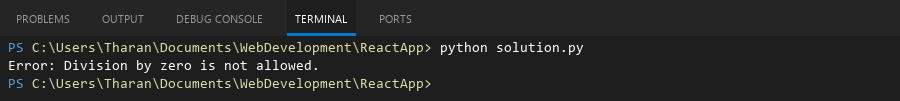 PROBLEMS OUTPUT DEBUG CONSOLE TERMINAL PORTS
PS C:\Users\Tharan\Documents\WebDevelopment\ReactApp> python solution.py
Error: Division by zero is not allowed.
PS C:\Users\Tharan\Documents\WebDevelopment\ReactApp>